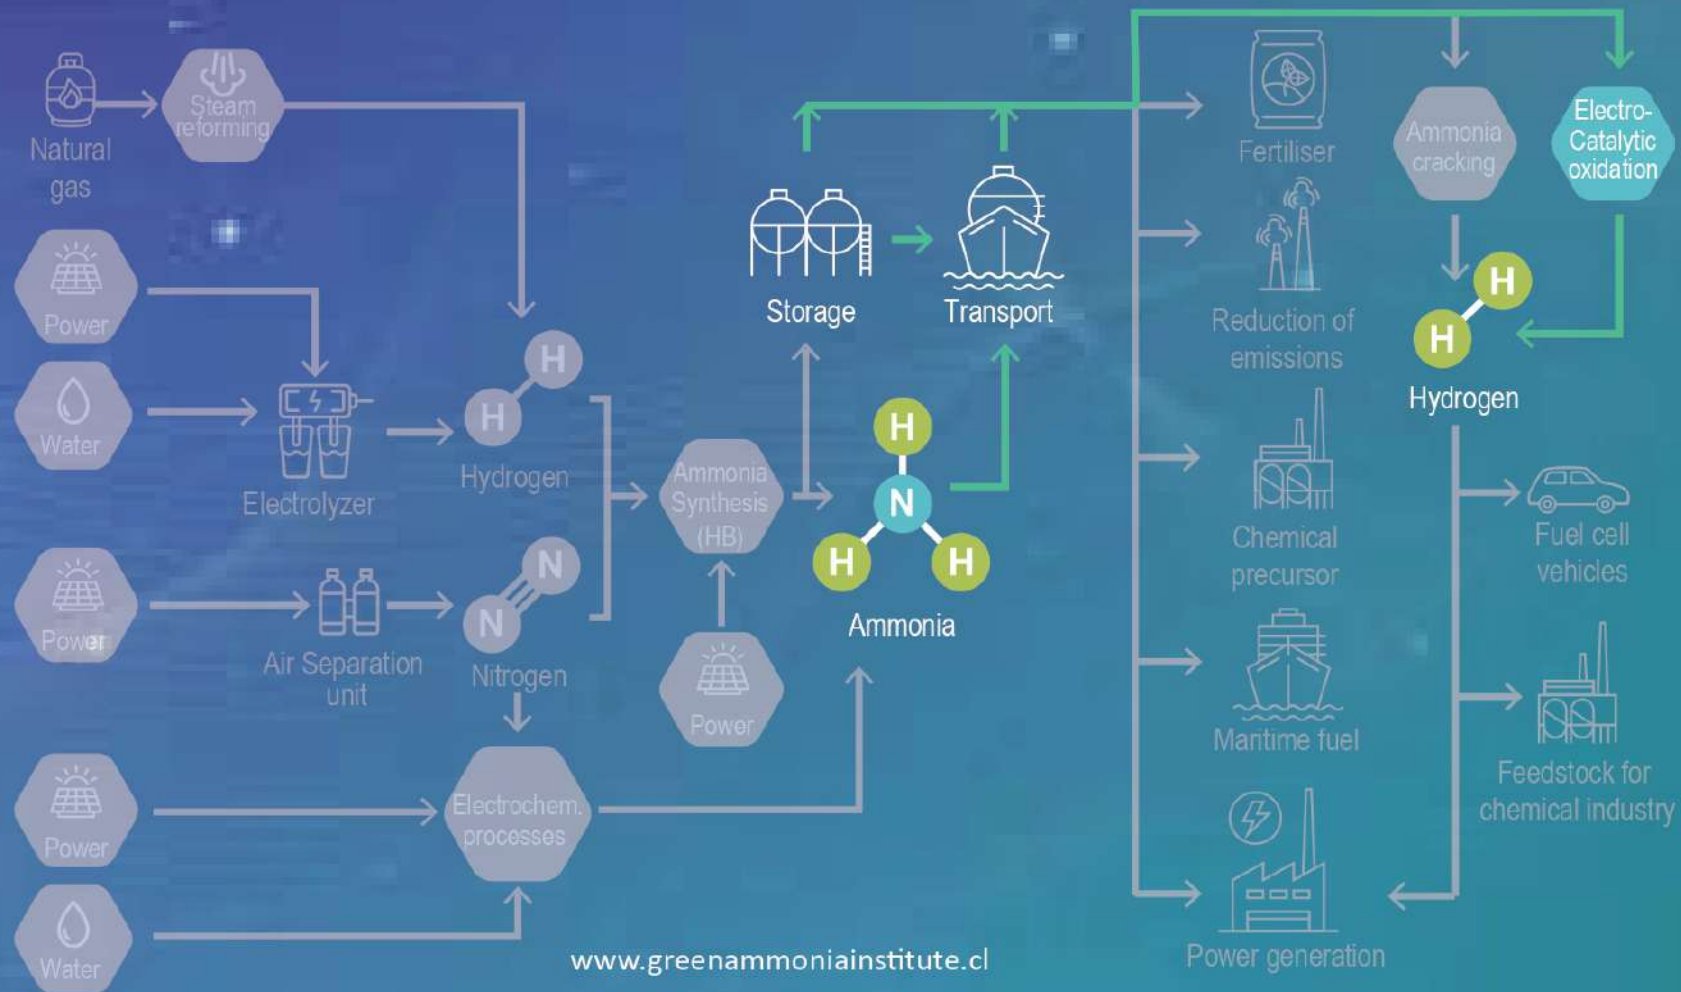 Natural
gas
Steam
reforming
Power
Water
Electrolyzer
H
H
Hydrogen
Power
Air Separation
unit
N
N
Nitrogen
Ammonia
Synthesis
(HB)
Power
Power
Water
Electrochem.
processes
Storage
Transport
H
N
H
H
Ammonia
Fertiliser
Reduction of
emissions
Chemical
precursor
Maritime fuel
Power generation
Ammonia
cracking
Electro-
Catalytic
oxidation
H
H
Hydrogen
Fuel cell
vehicles
Feedstock for
chemical industry
www.greenammoniainstitute.cl